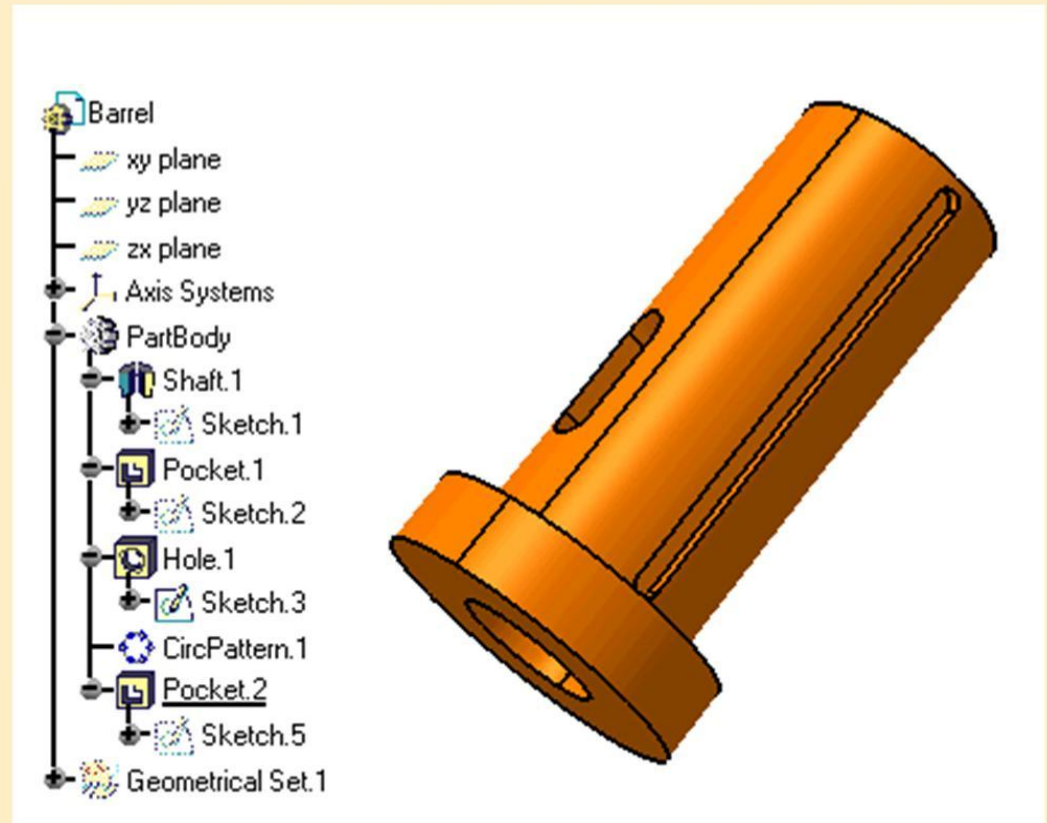 Barrel
xy plane
yz plane
zx plane
Axis Systems
PartBody
Shaft.1
Sketch.1
Pocket.1
Sketch.2
Hole.1
Sketch.3
CircPattern.1
Pocket.2
Sketch.5
Geometrical Set.1